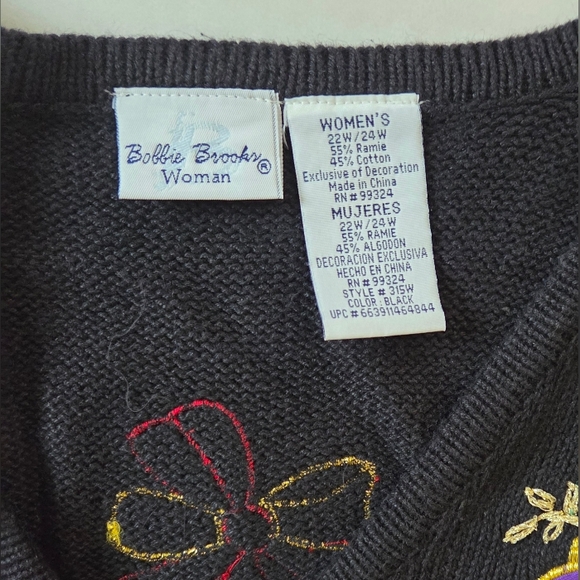 Bobbie Brooks®
Woman
WOMEN'S
22W/24W
55% Ramie
45% Cotton
Exclusive of Decoration
Made in China
RN#99324
MUJERES
22W/24W
55% RAMIE
45% ALGODON
DECORACION EXCLUSIVA
HECHO EN CHINA
RN#99324
STYLE # 315W
COLOR: BLACK
UPC #663911464844